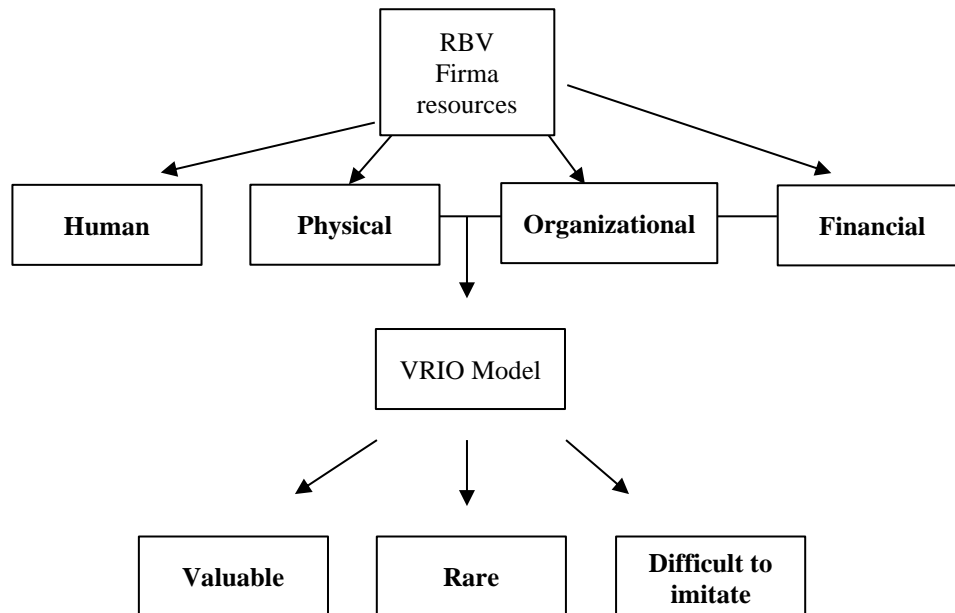 RBV
Firma
resources
Human
Physical
Organizational
Financial
VRIO Model
Valuable
Rare
Difficult to
imitate